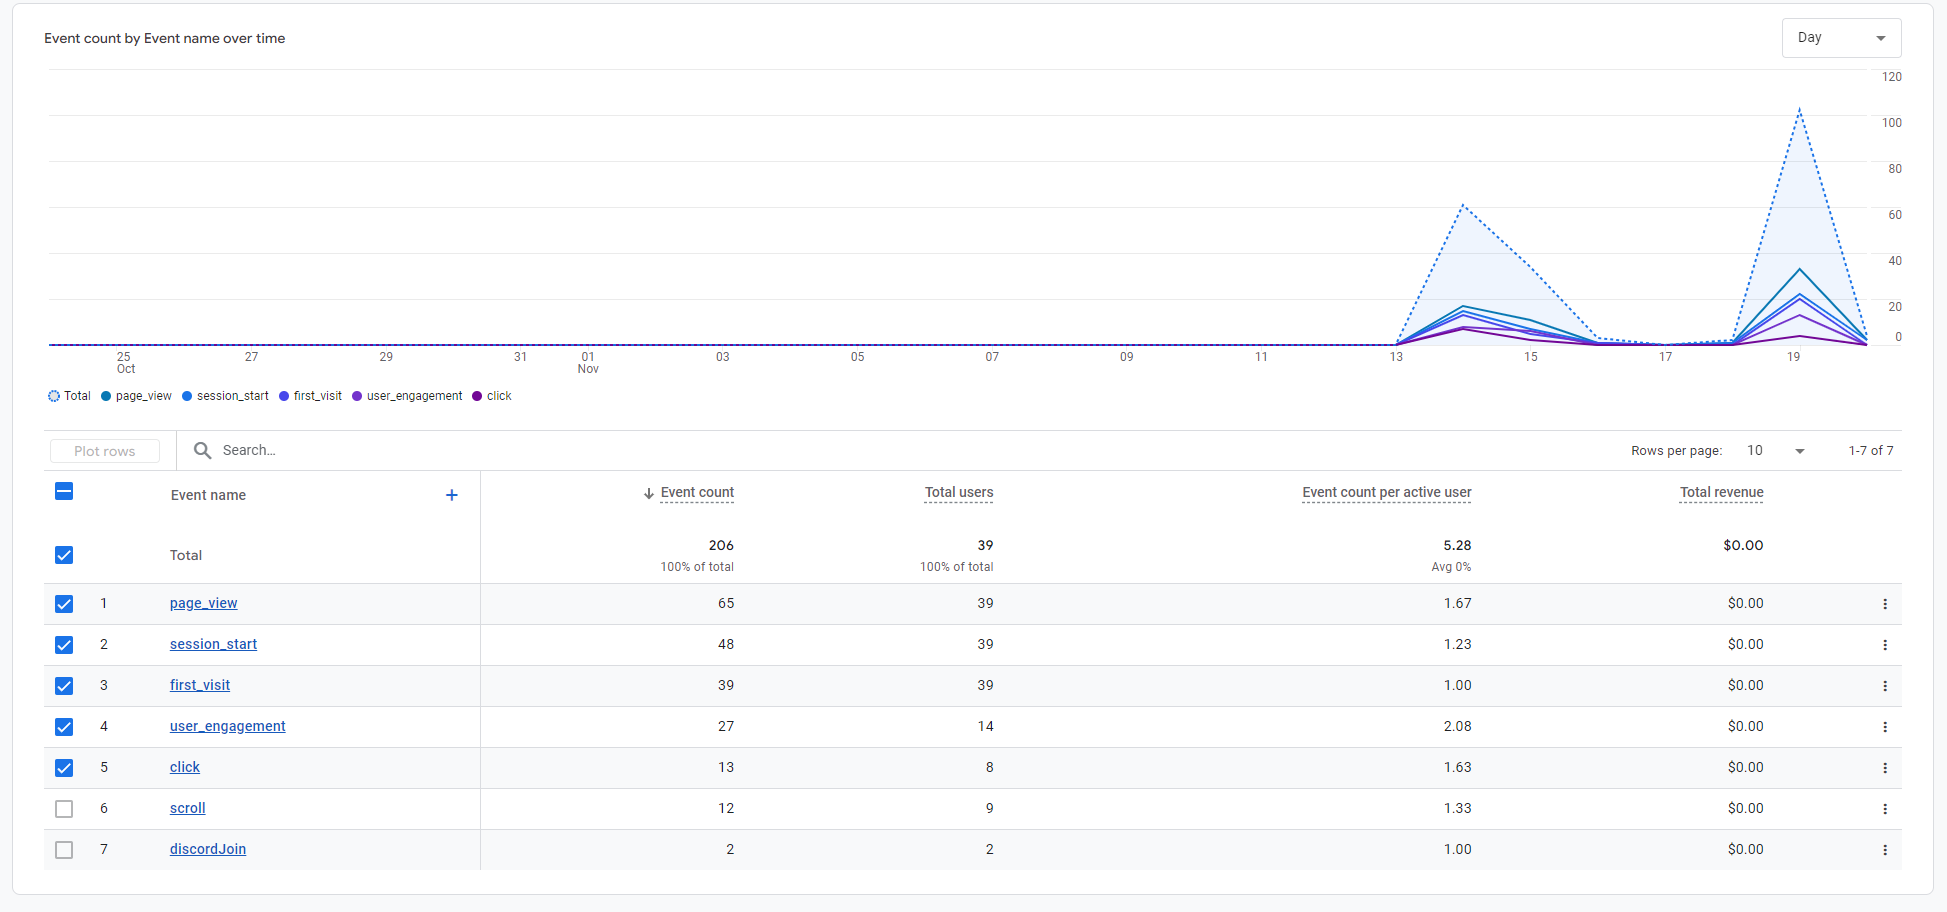 Event count by Event name over time
Day
120
100
80
60
40
20
0
25 27 29 31 01 03 05 07 09 11 13 15 17 19
Oct Nov
Total page_view session_start first_visit user_engagement click
Plot rows Search... Rows per page: 10 1-7 of 7
Event name + Event count Total users Event count per active user Total revenue
Total 206 39 5.28 $0.00
100% of total 100% of total Avg 0%
1 page_view 65 39 1.67 $0.00
2 session_start 48 39 1.23 $0.00
3 first_visit 39 39 1.00 $0.00
4 user_engagement 27 14 2.08 $0.00
5 click 13 8 1.63 $0.00
6 scroll 12 9 1.33 $0.00
7 discordJoin 2 2 1.00 $0.00